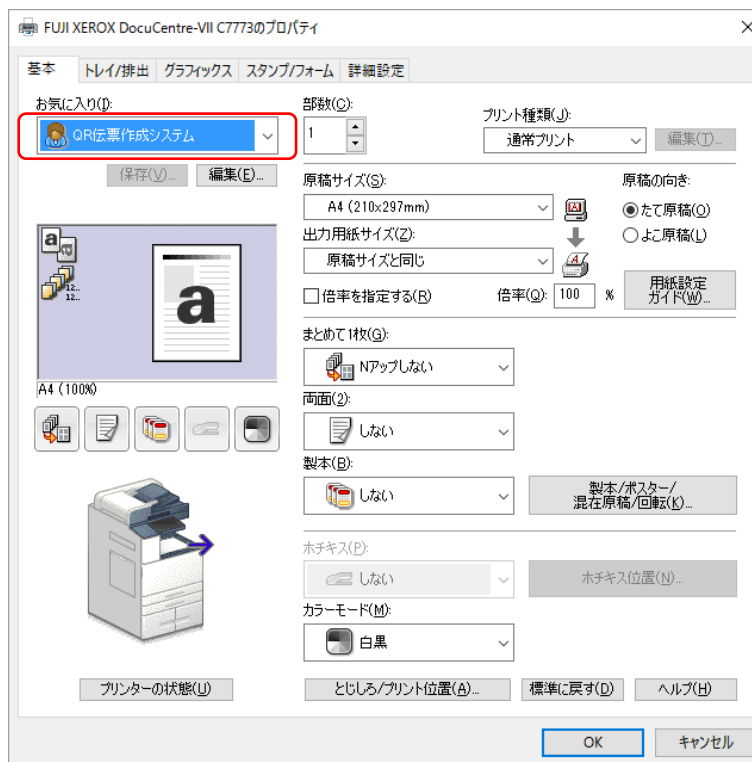 FUJI XEROX DocuCentre-VII C7773のプロパティ
基本 トレイ/排出 グラフィックス スタンプ/フォーム 詳細設定
お気に入り(I):
QR伝票作成システム
保存(V)... 編集(E)...
a
a
12..
12..
a
A4 (100%)
プリンターの状態(U)
部数(C):
1
プリント種類(J):
通常プリント
編集(T)...
原稿サイズ(S):
A4 (210x297mm)
原稿の向き:
たて原稿(O)
よこ原稿(L)
出力用紙サイズ(Z):
原稿サイズと同じ
倍率を指定する(R) 倍率(Q): 100 %
用紙設定
ガイド(W)...
まとめて1枚(G):
Nアップしない
両面(2):
しない
製本(B):
しない
製本/ポスター/
混在原稿/回転(K)...
ホチキス(P):
しない
ホチキス位置(N)...
カラーモード(M):
白黒
とじしろ/プリント位置(A)... 標準に戻す(D) ヘルプ(H)
OK キャンセル